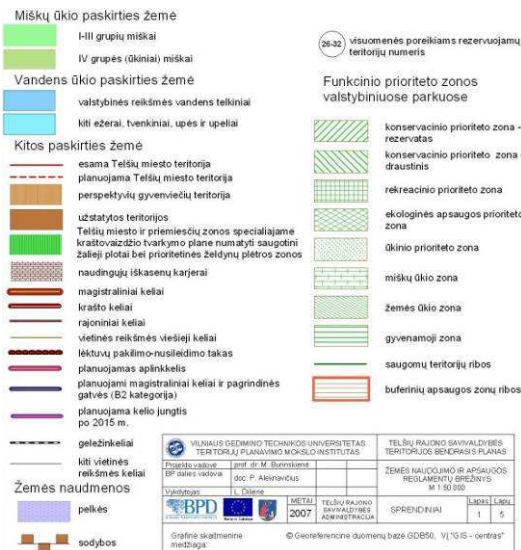 Miškų ūkio paskirties žemė
I-III grupių miškai
IV grupės (ūkiniai) miškai
Vandens ūkio paskirties žemė
valstybinės reikšmės vandens telkiniai
kiti ežerai, tvenkiniai, upės ir upeliai
Kitos paskirties žemė
esama Telšių miesto teritorija
planuojama Telšių miesto teritorija
perspektyvių gyvenviečių teritorija
užstatytos teritorijos
Telšių miesto ir priemiesčių zonos specialiajame
kraštovaizdžio tvarkymo plane numatyti saugotini
žalieji plotai bei prioritetinės želdynų plėtros zonos
naudingųjų iškasenų karjerai
magistraliniai keliai
krašto keliai
rajoniniai keliai
vietinės reikšmės viešieji keliai
lėktuvų pakilimo-nusileidimo takas
planuojamas aplinkkelis
planuojami magistraliniai keliai ir pagrindinės
gatvės (B2 kategorija)
planuojama kelio jungtis
po 2015 m.
geležinkeliai
kiti vietinės
reikšmės keliai
Žemės naudmenos
pelkės
sodybos
26-32 visuomenės poreikiams rezervuojamų
teritorijų numeris
Funkcinio prioriteto zonos
valstybiniuose parkuose
konservacinio prioriteto zona -
rezervatas
konservacinio prioriteto zona -
draustinis
rekreacinio prioriteto zona
ekologinės apsaugos prioriteto
zona
ūkinio prioriteto zona
miškų ūkio zona
žemės ūkio zona
gyvenamoji zona
saugomų teritorijų ribos
buferinių apsaugos zonų ribos
VILNIAUS GEDIMINO TECHNIKOS UNIVERSITETAS
TERITORIJŲ PLANAVIMO MOKSLO INSTITUTAS
TELŠIŲ RAJONO SAVIVALDYBĖS
TERITORIJOS BENDRASIS PLANAS
Projekto vadovė prof. dr. M. Burinskienė
BP dalies vadova doc. P. Aleknavičius
Vykdytojas L. Dilienė
ŽEMĖS NAUDOJIMO IR APSAUGOS
REGLAMENTŲ BRĖŽINYS
M 1:50 000
BPD
METAI
2007
TELŠIŲ RAJONO
SAVIVALDYBĖS
ADMINISTRACIJA
SPRENDINIAI
Lapas Lapų
1 5
Grafinė skaitmeninė
medžiaga:
© Georeferencinė duomenų bazė GDB50, VĮ "GIS - centras"